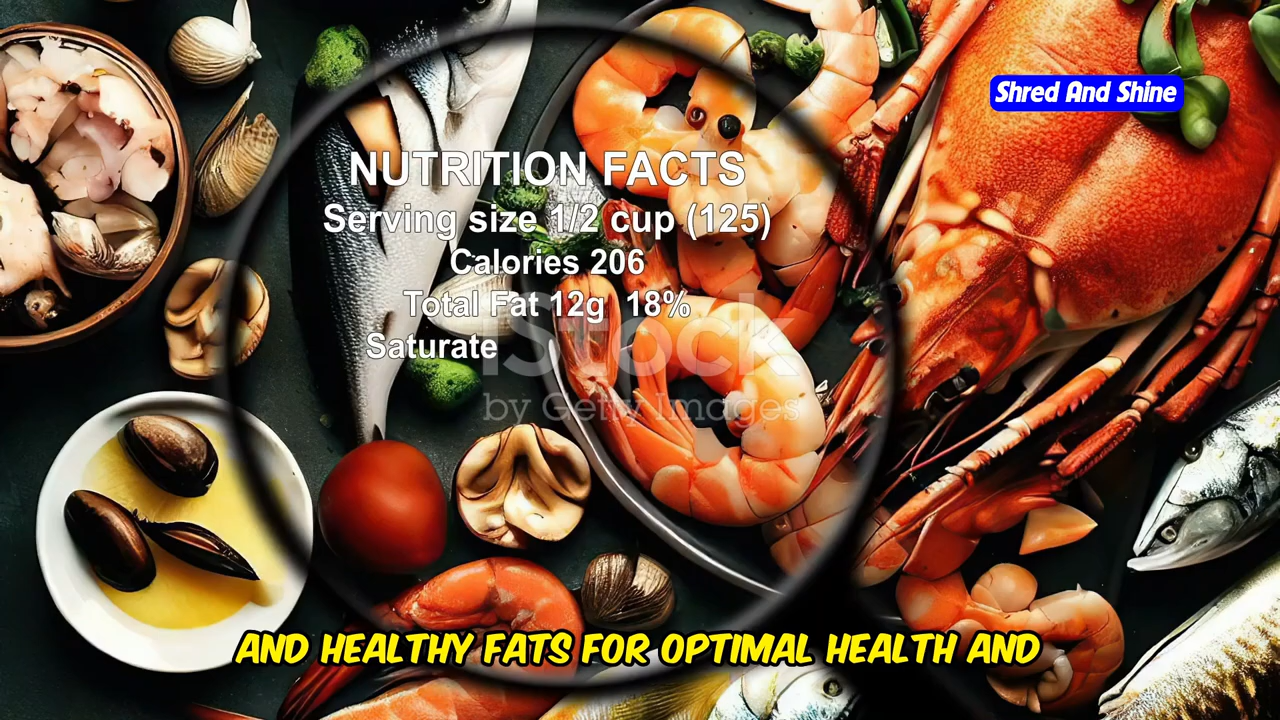 Shred And Shine
NUTRITION FACTS
Serving size 1/2 cup (125)
Calories 206
Total Fat 12g 18%
Saturate
iStock
by Getty Images
AND HEALTHY FATS FOR OPTIMAL HEALTH AND